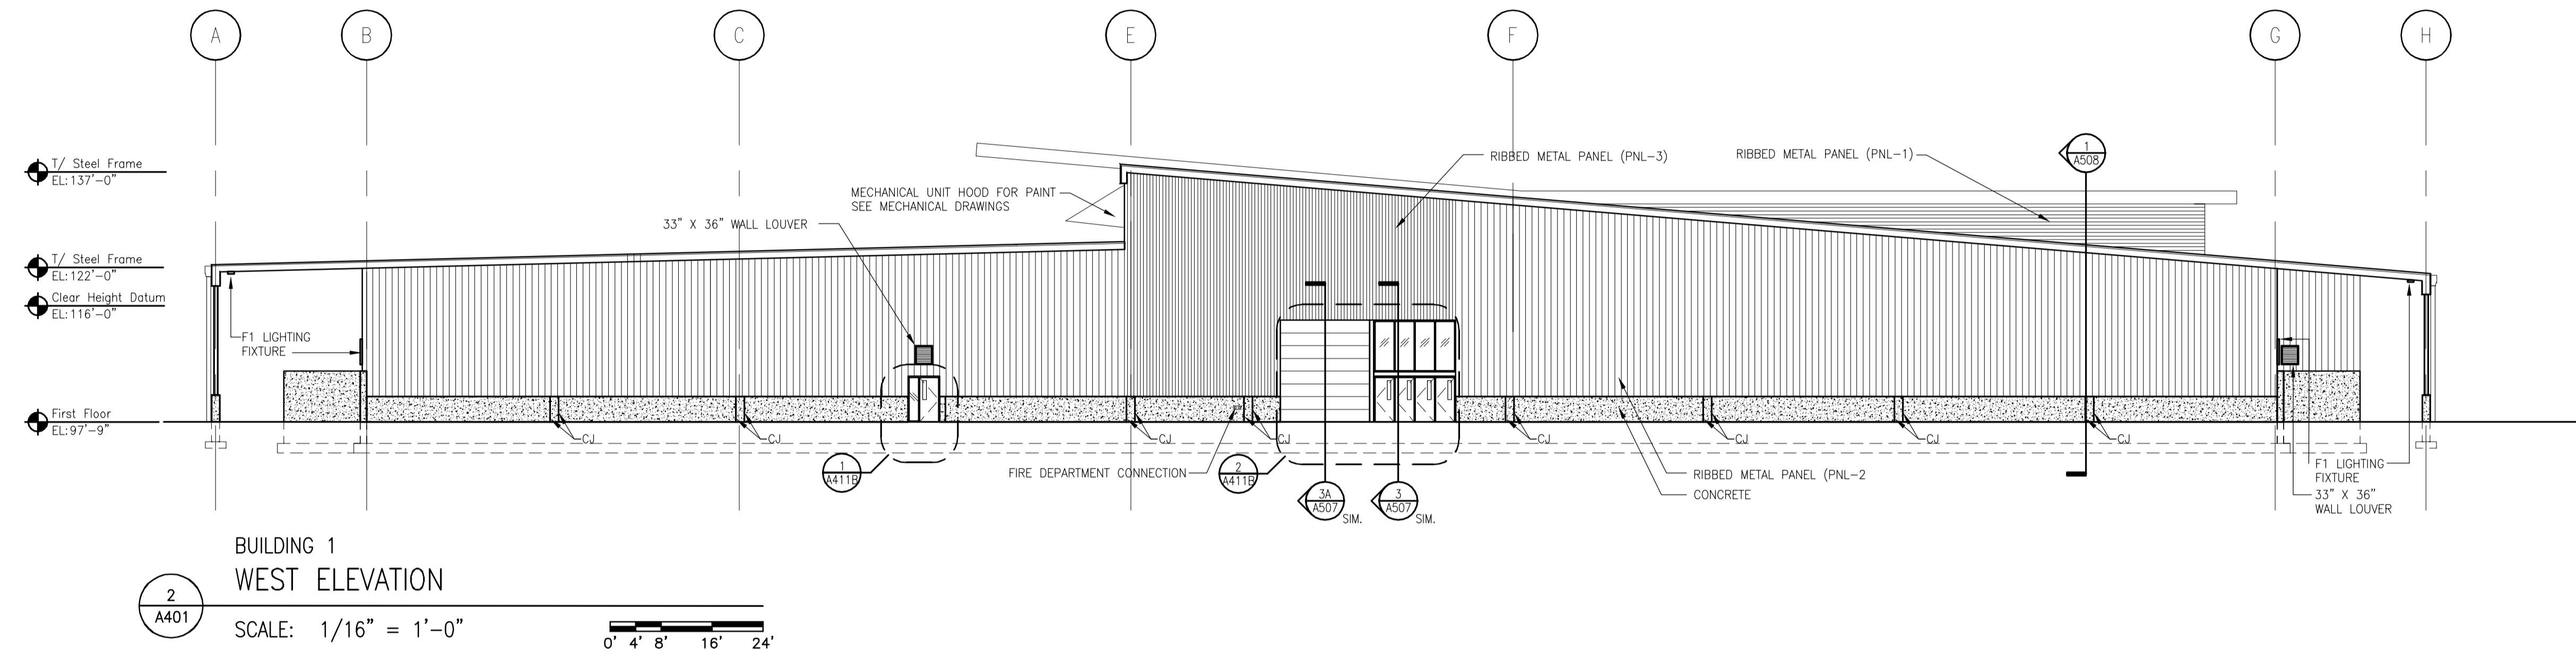 A B C E F G H
T/ Steel Frame
EL: 137'-0"
T/ Steel Frame
EL: 122'-0"
Clear Height Datum
EL: 116'-0"
First Floor
EL: 97'-9"
RIBBED METAL PANEL (PNL-3)
RIBBED METAL PANEL (PNL-1)
1
A508
MECHANICAL UNIT HOOD FOR PAINT
SEE MECHANICAL DRAWINGS
33" X 36" WALL LOUVER
F1 LIGHTING
FIXTURE
CJ
CJ
CJ
CJ
CJ
CJ
CJ
CJ
1
A411B
FIRE DEPARTMENT CONNECTION
2
A411B
3A
A507
SIM.
3
A507
SIM.
RIBBED METAL PANEL (PNL-2
CONCRETE
F1 LIGHTING
FIXTURE
33" X 36"
WALL LOUVER
BUILDING 1
WEST ELEVATION
2
A401
SCALE: 1/16" = 1'-0"
0' 4' 8' 16' 24'